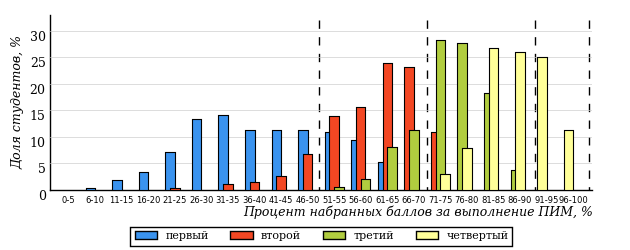 Доля студентов, %
30
25
20
15
10
5
0
0-5 6-10 11-15 16-20 21-25 26-30 31-35 36-40 41-45 46-50 51-55 56-60 61-65 66-70 71-75 76-80 81-85 86-90 91-95 96-100
Процент набранных баллов за выполнение ПИМ, %
первый второй третий четвертый